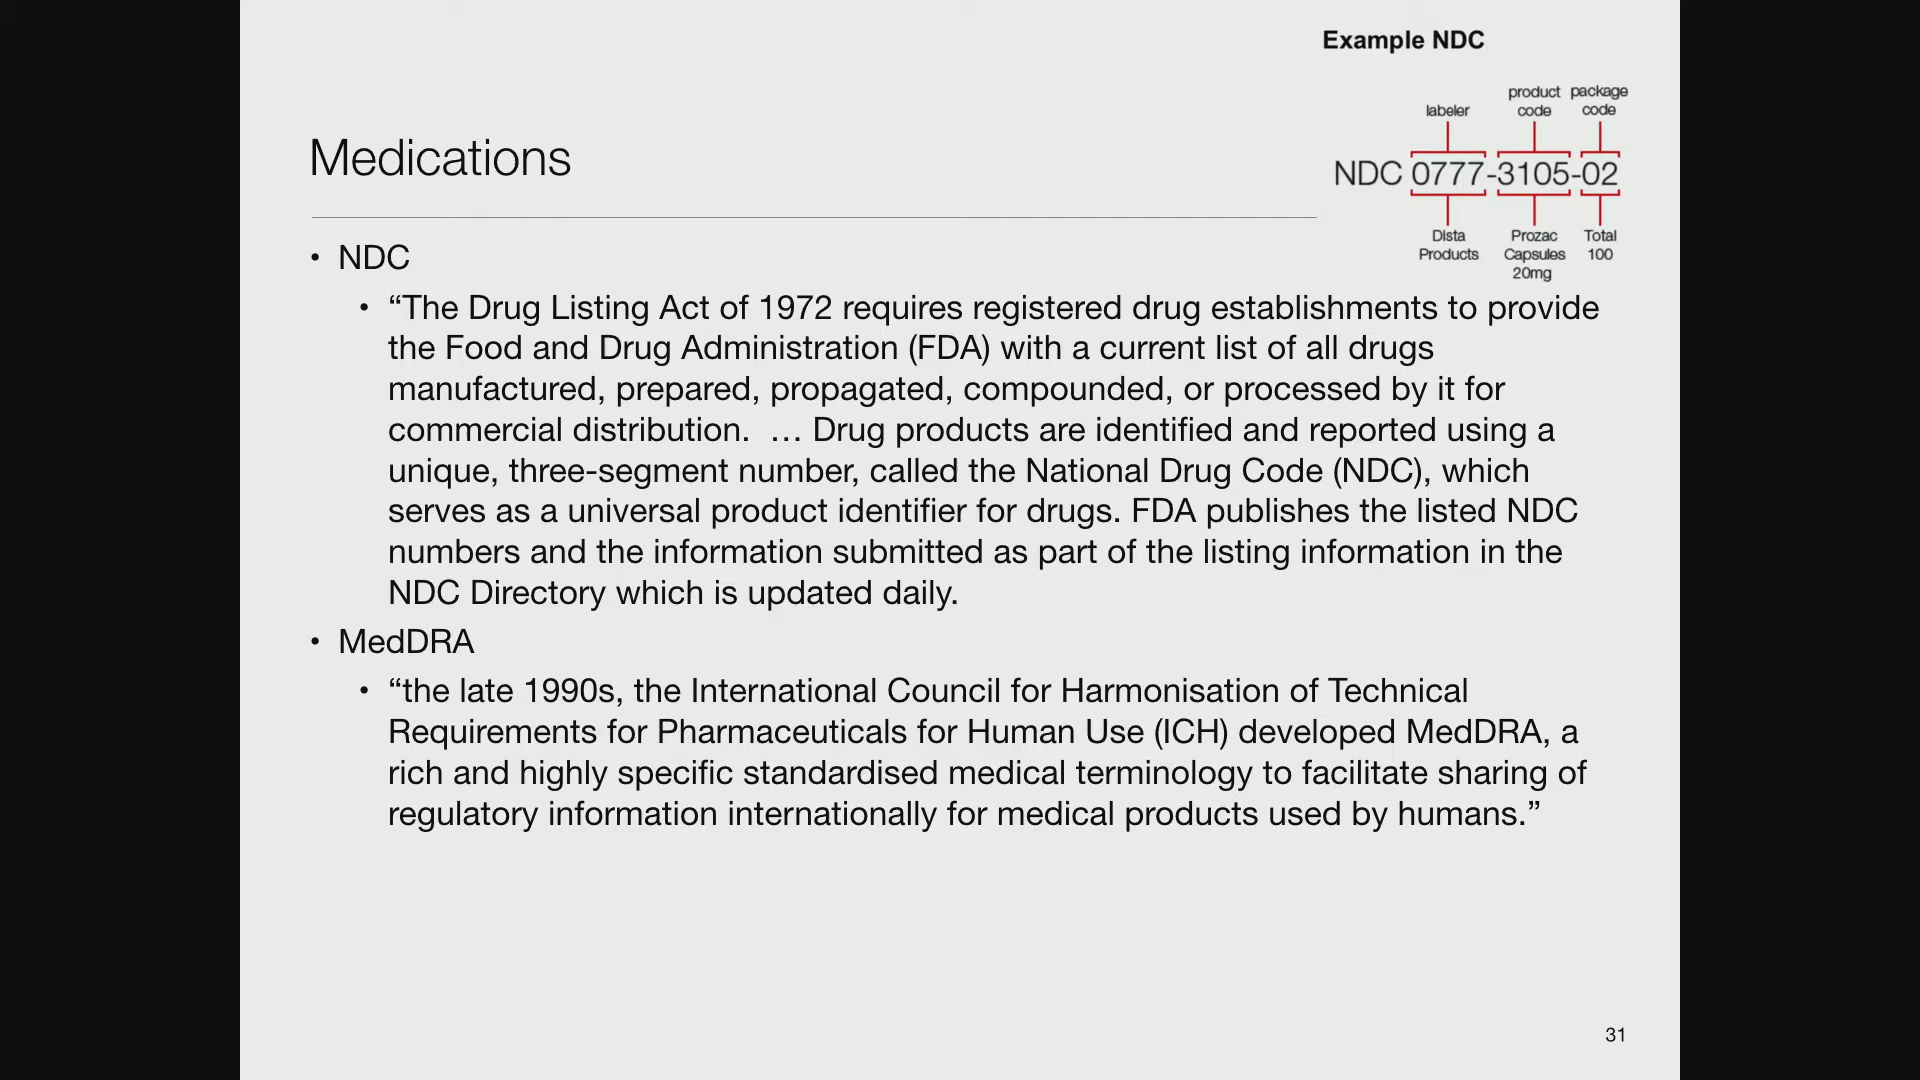 Example NDC
product package
labeler code code
Medications
NDC 0777-3105-02
Dista Prozac Total
Products Capsules 100
20mg
• NDC
• “The Drug Listing Act of 1972 requires registered drug establishments to provide
the Food and Drug Administration (FDA) with a current list of all drugs
manufactured, prepared, propagated, compounded, or processed by it for
commercial distribution. … Drug products are identified and reported using a
unique, three-segment number, called the National Drug Code (NDC), which
serves as a universal product identifier for drugs. FDA publishes the listed NDC
numbers and the information submitted as part of the listing information in the
NDC Directory which is updated daily.
• MedDRA
• “the late 1990s, the International Council for Harmonisation of Technical
Requirements for Pharmaceuticals for Human Use (ICH) developed MedDRA, a
rich and highly specific standardised medical terminology to facilitate sharing of
regulatory information internationally for medical products used by humans.”
31